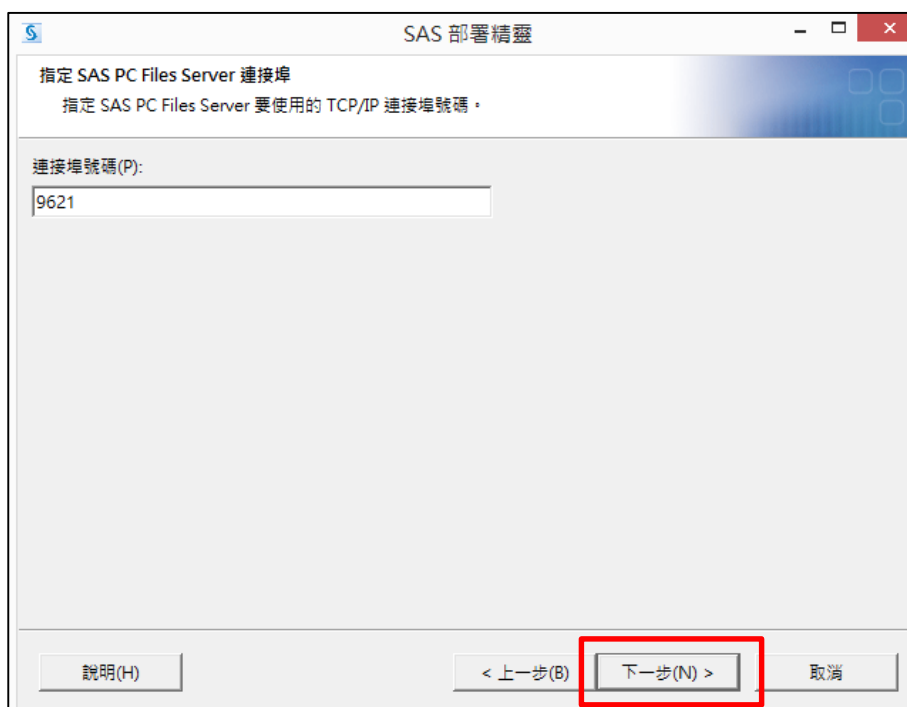 SAS 部署精靈
指定 SAS PC Files Server 連接埠
指定 SAS PC Files Server 要使用的 TCP/IP 連接埠號碼。
連接埠號碼(P):
9621
說明(H)
< 上一步(B)
下一步(N) >
取消